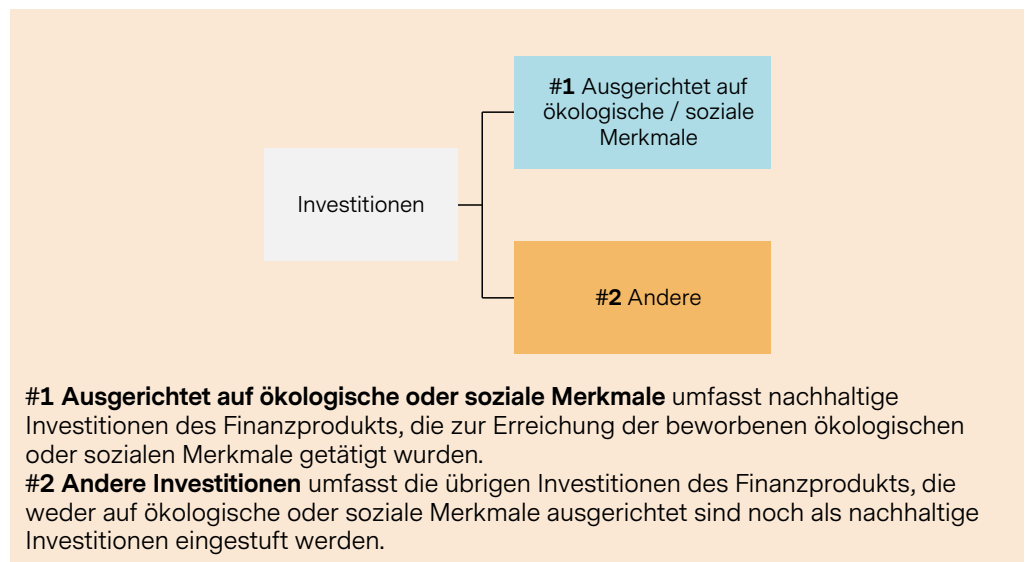 #1 Ausgerichtet auf
ökologische / soziale
Merkmale
Investitionen
#2 Andere
#1 Ausgerichtet auf ökologische oder soziale Merkmale umfasst nachhaltige
Investitionen des Finanzprodukts, die zur Erreichung der beworbenen ökologischen
oder sozialen Merkmale getätigt wurden.
#2 Andere Investitionen umfasst die übrigen Investitionen des Finanzprodukts, die
weder auf ökologische oder soziale Merkmale ausgerichtet sind noch als nachhaltige
Investitionen eingestuft werden.